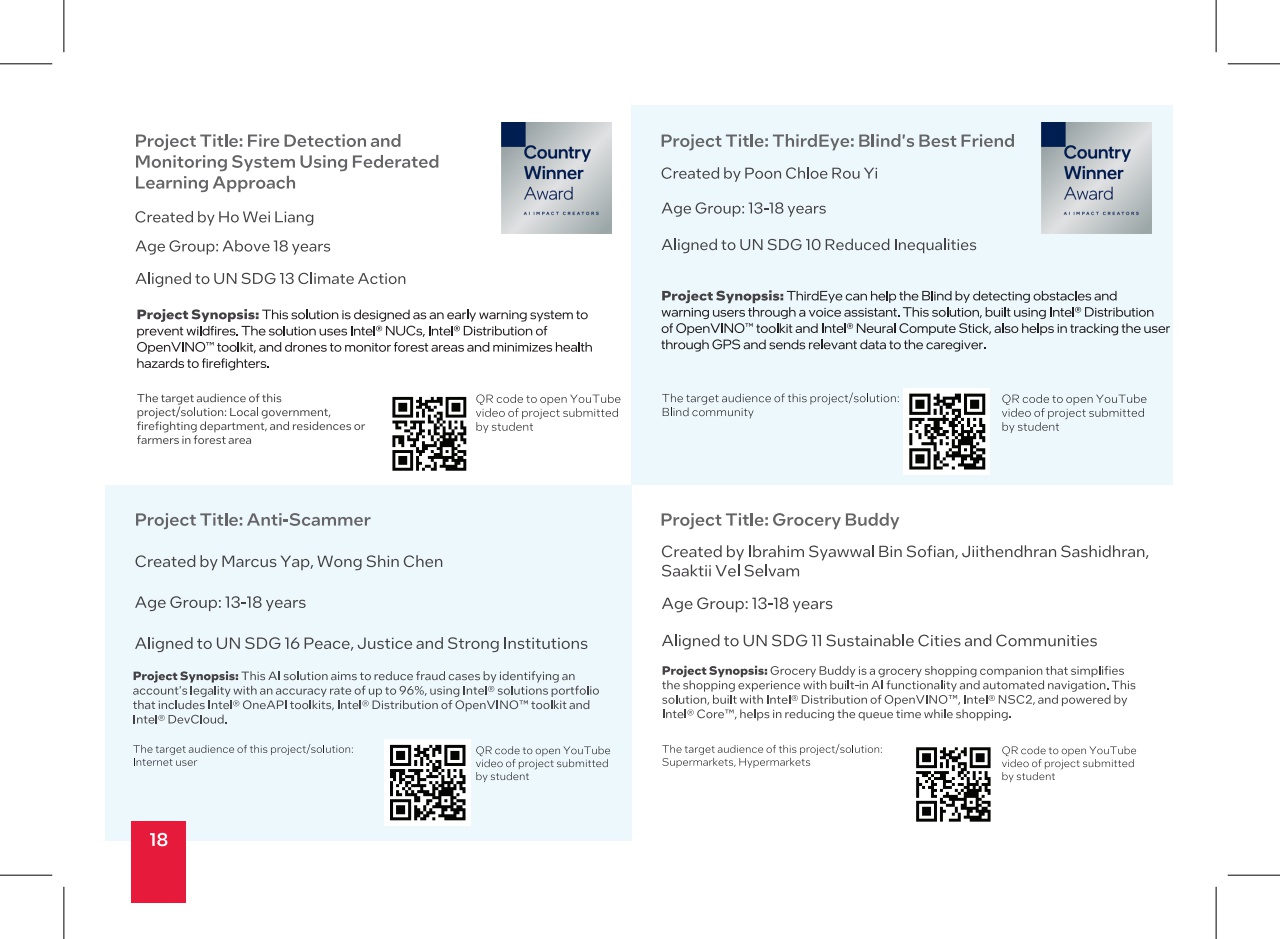 Project Title: Fire Detection and
Monitoring System Using Federated
Learning Approach
Country
Winner
Award
AI IMPACT CREATORS
Created by Ho Wei Liang
Age Group: Above 18 years
Aligned to UN SDG 13 Climate Action
Project Synopsis: This solution is designed as an early warning system to
prevent wildfires. The solution uses Intel® NUCs, Intel® Distribution of
OpenVINO™ toolkit, and drones to monitor forest areas and minimizes health
hazards to firefighters.
The target audience of this
project/solution: Local government,
firefighting department, and residences or
farmers in forest area
QR code to open YouTube
video of project submitted
by student
Project Title: ThirdEye: Blind's Best Friend
Country
Winner
Award
AI IMPACT CREATORS
Created by Poon Chloe Rou Yi
Age Group: 13-18 years
Aligned to UN SDG 10 Reduced Inequalities
Project Synopsis: ThirdEye can help the Blind by detecting obstacles and
warning users through a voice assistant. This solution, built using Intel® Distribution
of OpenVINO™ toolkit and Intel® Neural Compute Stick, also helps in tracking the user
through GPS and sends relevant data to the caregiver.
The target audience of this project/solution:
Blind community
QR code to open YouTube
video of project submitted
by student
Project Title: Anti-Scammer
Created by Marcus Yap, Wong Shin Chen
Age Group: 13-18 years
Aligned to UN SDG 16 Peace, Justice and Strong Institutions
Project Synopsis: This AI solution aims to reduce fraud cases by identifying an
account's legality with an accuracy rate of up to 96%, using Intel® solutions portfolio
that includes Intel® OneAPI toolkits, Intel® Distribution of OpenVINO™ toolkit and
Intel® DevCloud.
The target audience of this project/solution:
Internet user
QR code to open YouTube
video of project submitted
by student
Project Title: Grocery Buddy
Created by Ibrahim Syawwal Bin Sofian, Jiithendhran Sashidhran,
Saaktii Vel Selvam
Age Group: 13-18 years
Aligned to UN SDG 11 Sustainable Cities and Communities
Project Synopsis: Grocery Buddy is a grocery shopping companion that simplifies
the shopping experience with built-in AI functionality and automated navigation. This
solution, built with Intel® Distribution of OpenVINO™, Intel® NSC2, and powered by
Intel® Core™, helps in reducing the queue time while shopping.
The target audience of this project/solution:
Supermarkets, Hypermarkets
QR code to open YouTube
video of project submitted
by student
18